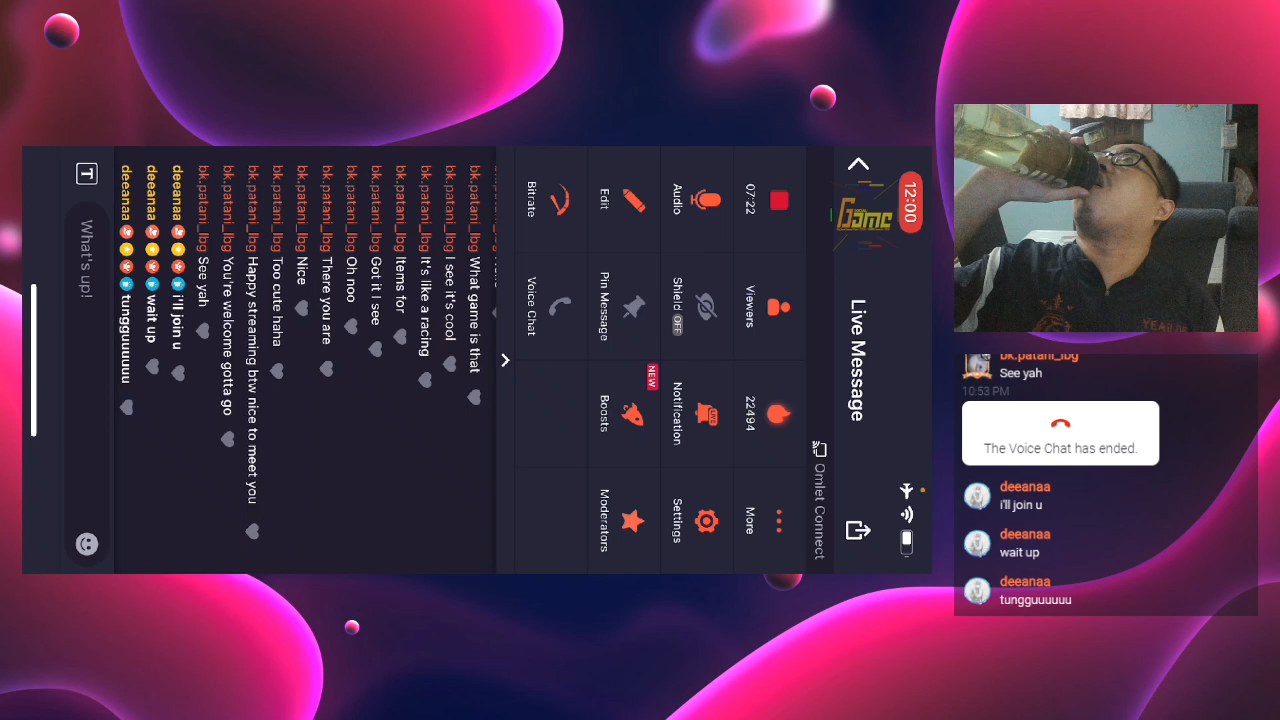 12:00
Live Message
Omlet Connect
07:22
Viewers
22494
More
Audio
Shield OFF
Notification
Settings
Edit
Pin Message
NEW
Boosts
Moderators
Bitrate
Voice Chat
bk.patani_lbg What game is that
bk.patani_lbg I see it's cool
bk.patani_lbg It's like a racing
bk.patani_lbg Items for
bk.patani_lbg Got it I see
bk.patani_lbg Oh noo
bk.patani_lbg There you are
bk.patani_lbg Nice
bk.patani_lbg Too cute haha
bk.patani_lbg Happy streaming btw nice to meet you
bk.patani_lbg You're welcome gotta go
bk.patani_lbg See yah
deeanaa i'll join u
deeanaa wait up
deeanaa tungguuuuuu
T
What's up!
bk.patani_lbg
See yah
10:53 PM
The Voice Chat has ended.
deeanaa
i'll join u
deeanaa
wait up
deeanaa
tungguuuuuu